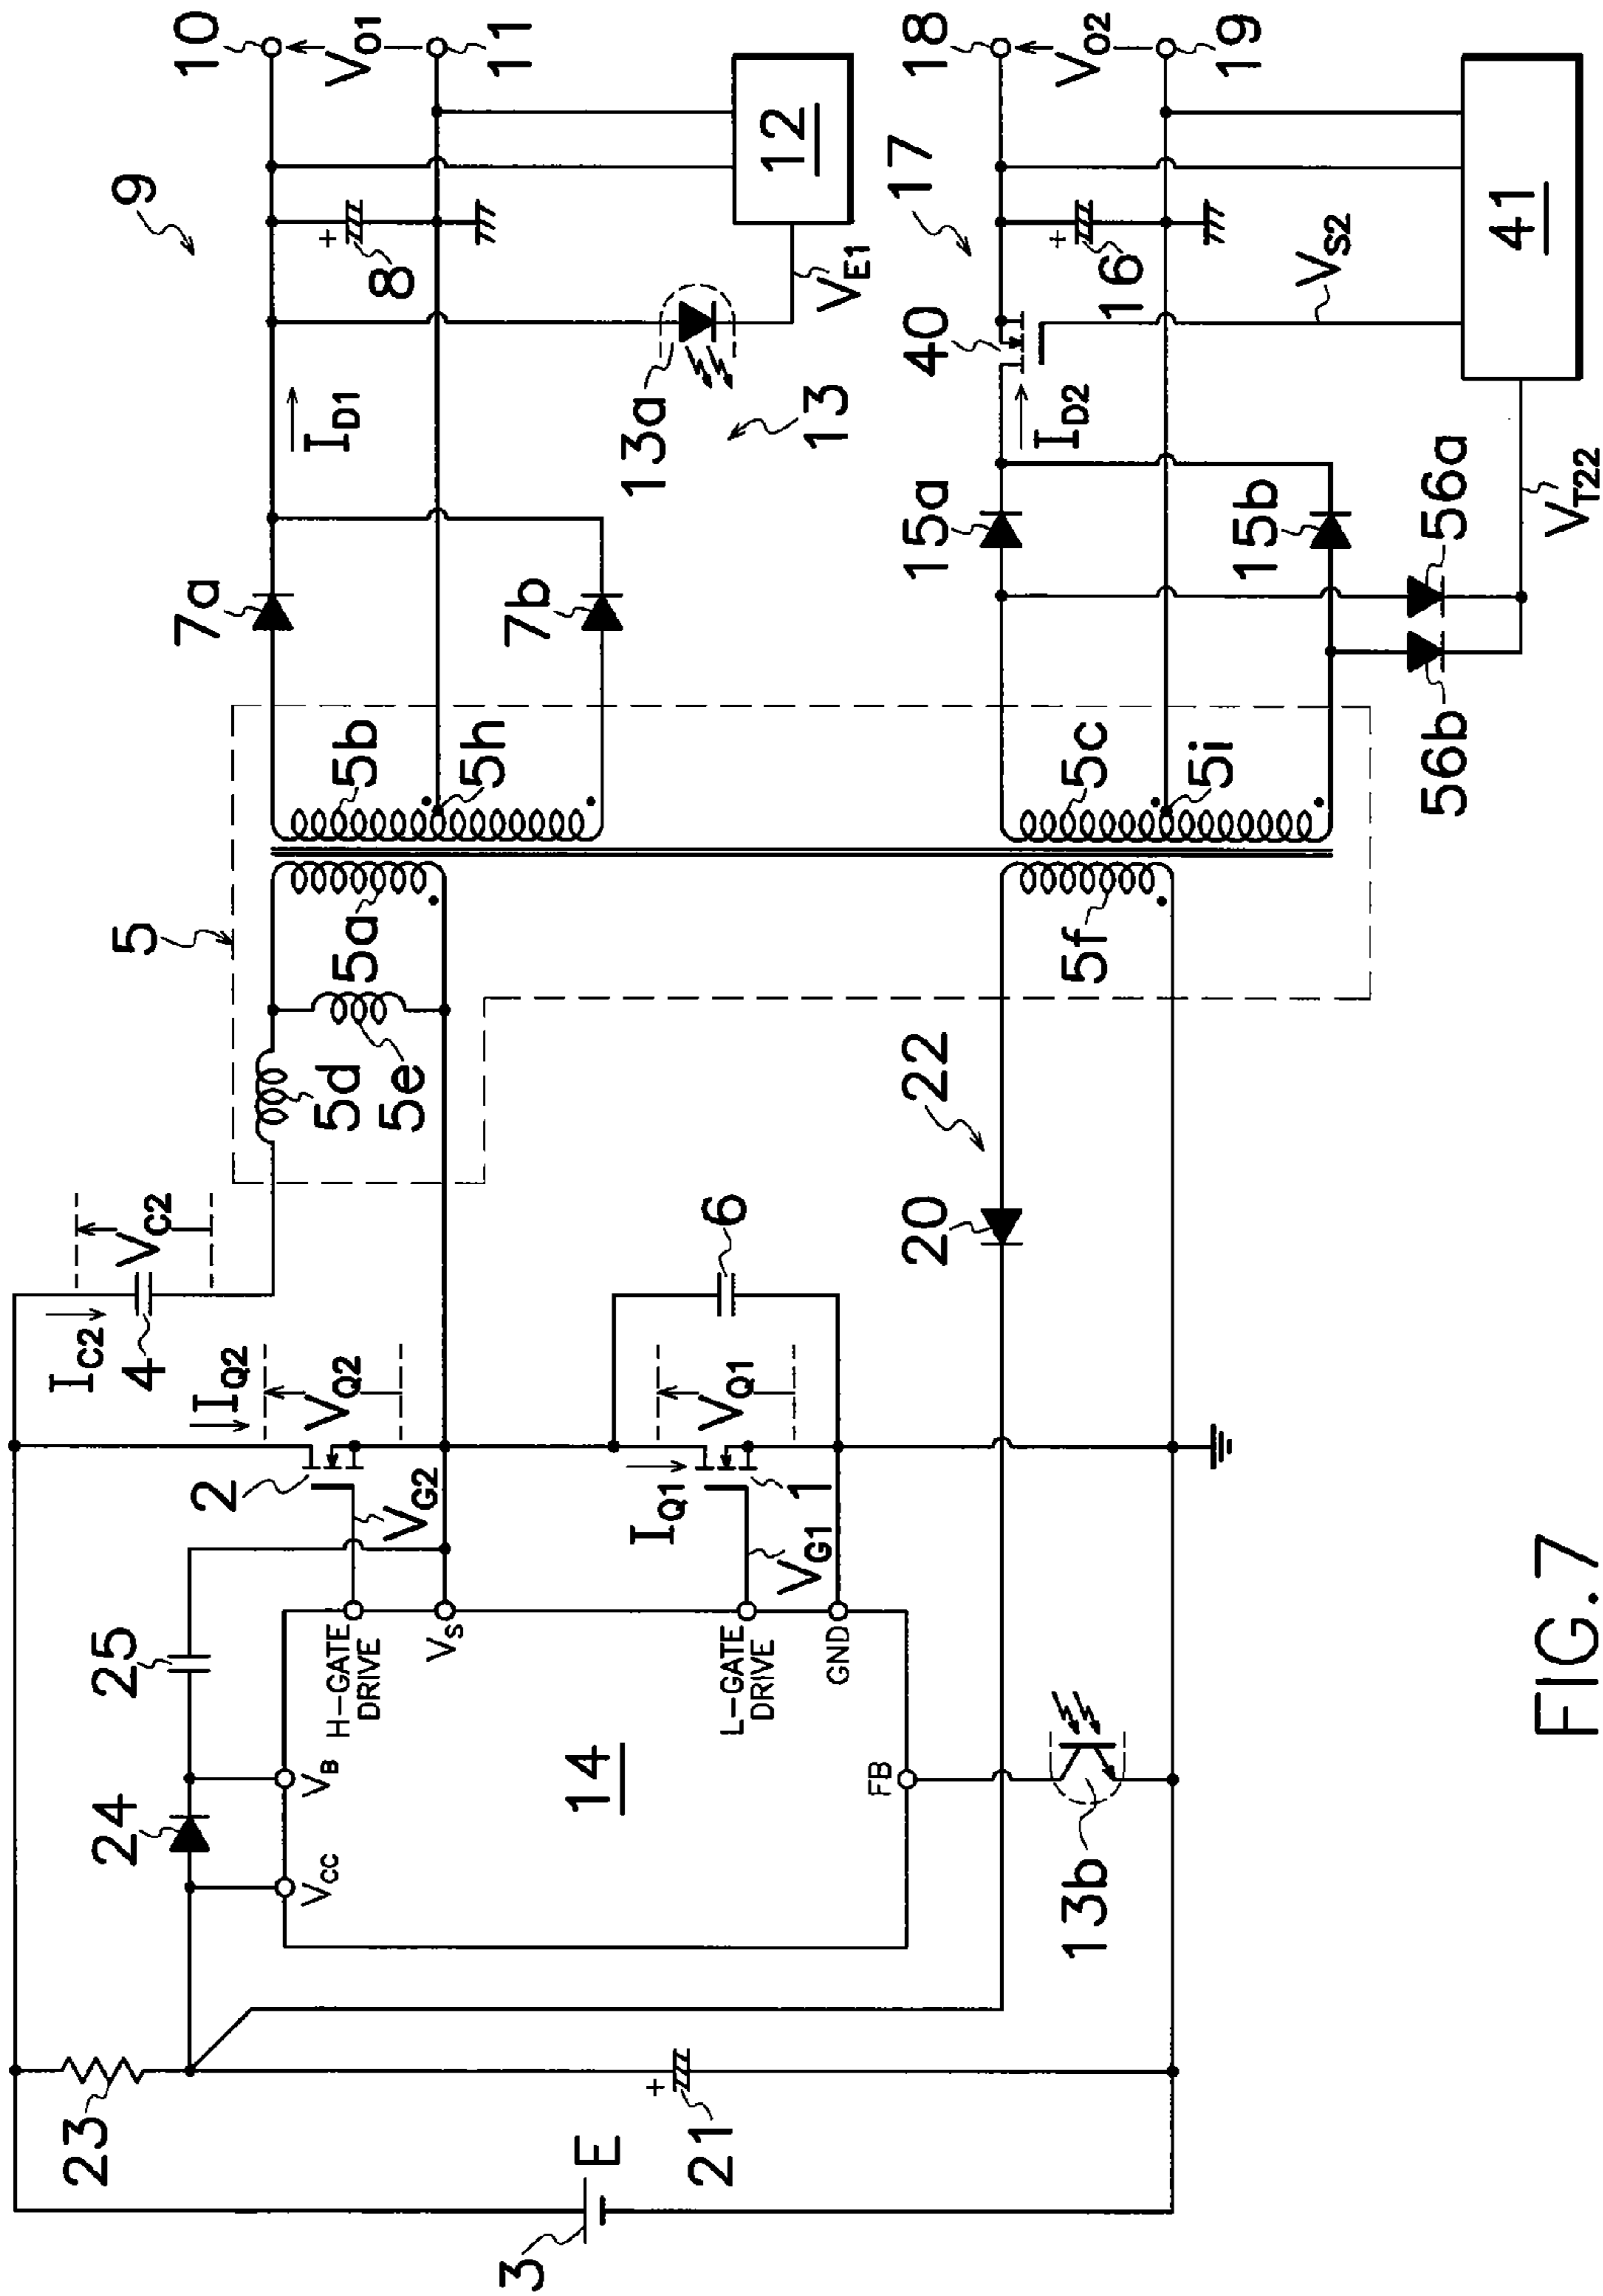 10
VO1
11
9
12
8
VE1
ID1
13a
13
7a
7b
18
VO2
19
17
16
VS2
40
41
ID2
15a
15b
56a
56b
VT22
5
5b
5h
5a
5d
5e
5c
5i
5f
22
20
IC2
VC2
4
IQ2
VQ2
2
VG2
6
VQ1
IQ1
1
VG1
25
24
H-GATE
DRIVE
VS
L-GATE
DRIVE
GND
VB
VCC
14
FB
13b
23
21
E
3
+
+
+
FIG.7